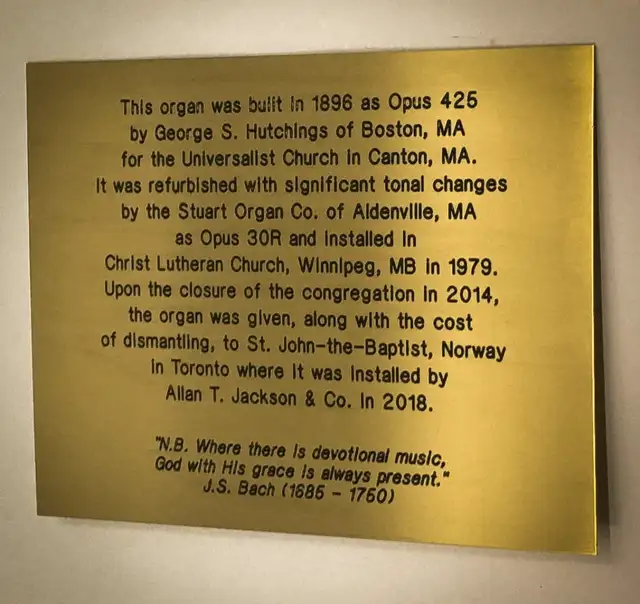 This organ was built in 1896 as Opus 425
by George S. Hutchings of Boston, MA
for the Universalist Church in Canton, MA.
It was refurbished with significant tonal changes
by the Stuart Organ Co. of Aldenville, MA
as Opus 30R and installed in
Christ Lutheran Church, Winnipeg, MB in 1979.
Upon the closure of the congregation in 2014,
the organ was given, along with the cost
of dismantling, to St. John-the-Baptist, Norway
in Toronto where it was installed by
Allan T. Jackson & Co. in 2018.
"N.B. Where there is devotional music,
God with His grace is always present."
J.S. Bach (1685 - 1750)